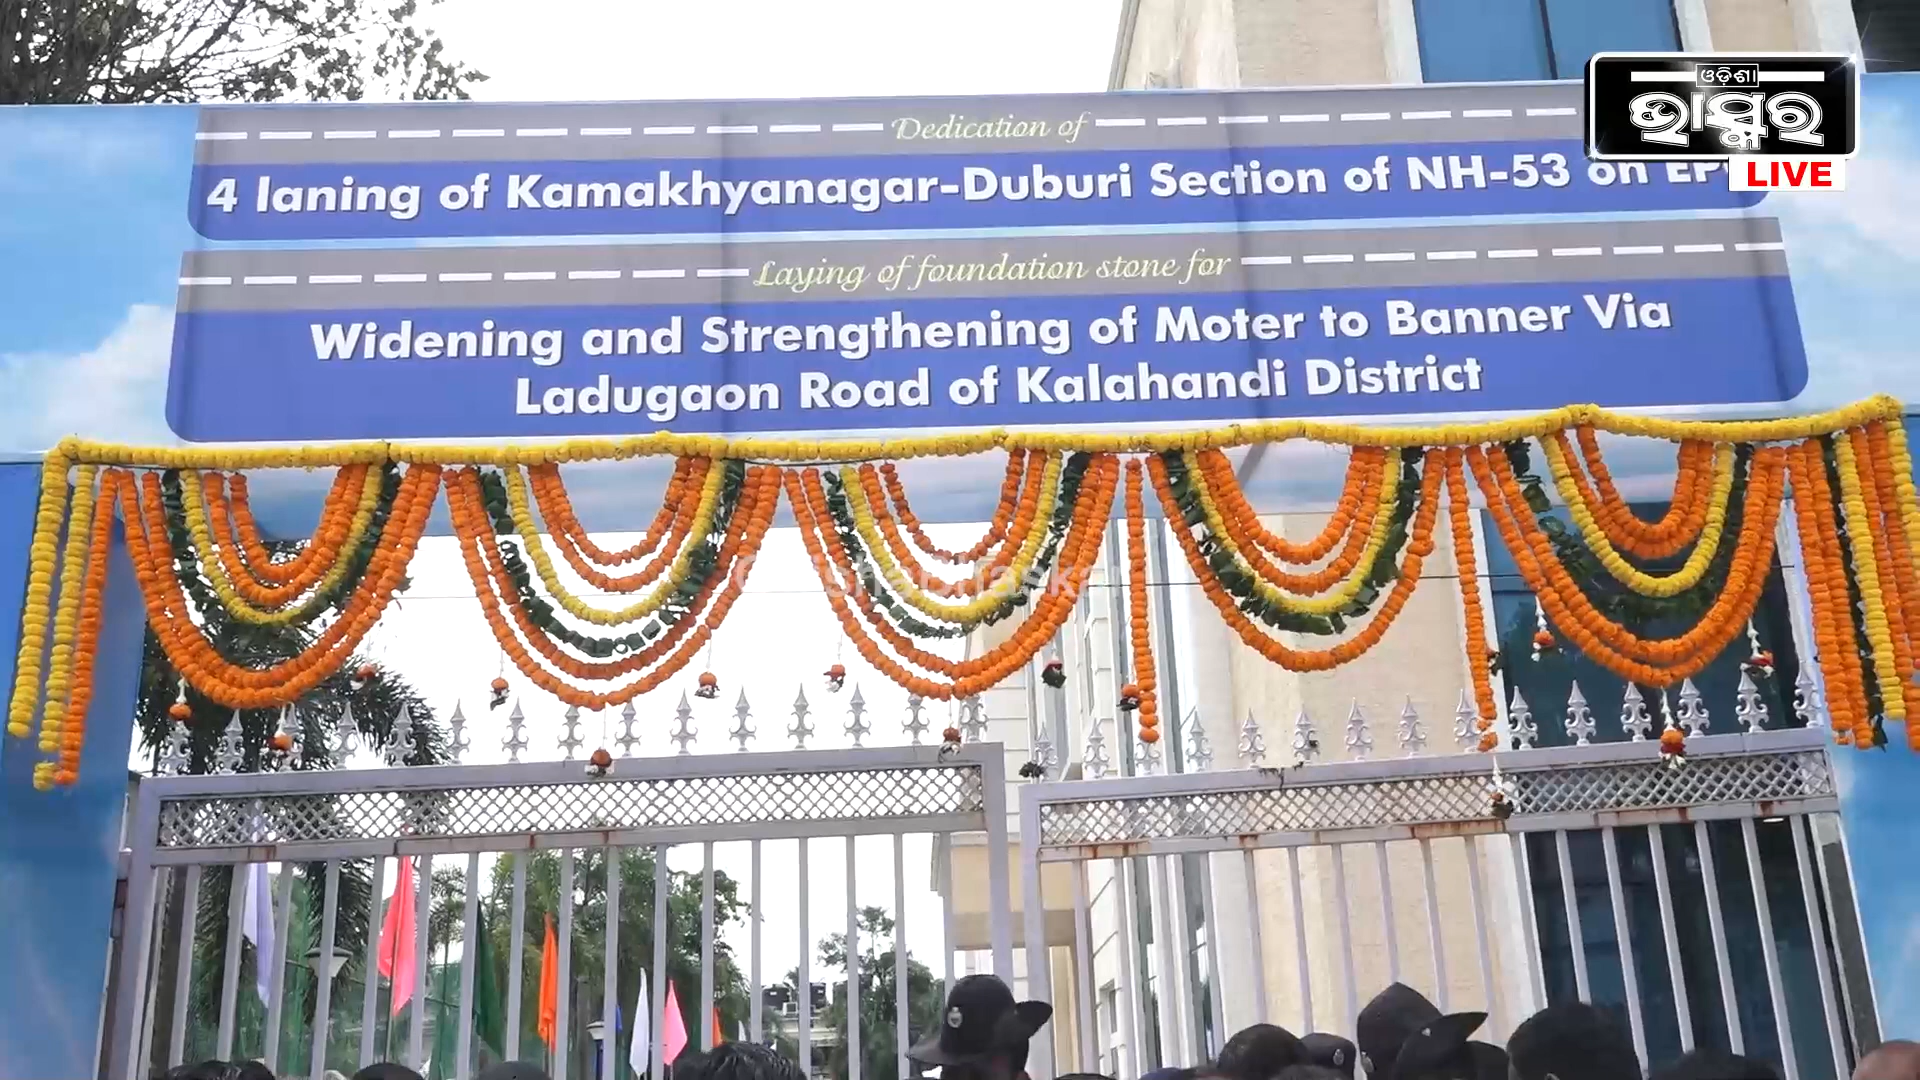 ଓଡ଼ିଶା
ଭାସ୍କର
LIVE
Dedication of
4 laning of Kamakhyanagar-Duburi Section of NH-53 on
Laying of foundation stone for
Widening and Strengthening of Moter to Banner Via
Ladugaon Road of Kalahandi District